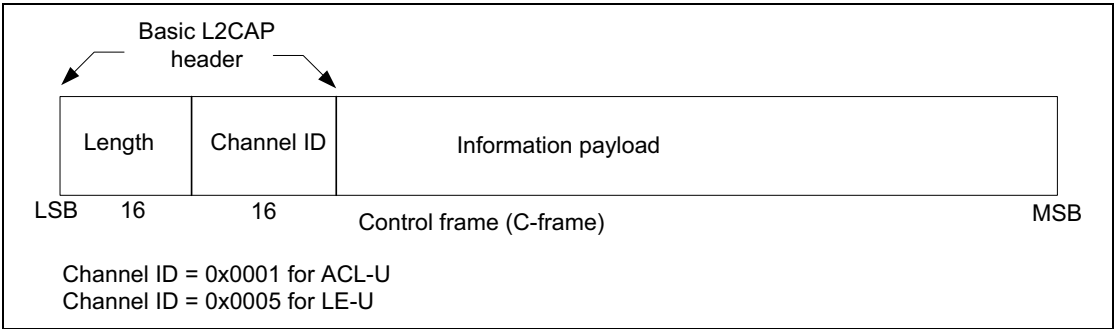 Basic L2CAP
header
Length
Channel ID
Information payload
LSB
16
16
Control frame (C-frame)
MSB
Channel ID = 0x0001 for ACL-U
Channel ID = 0x0005 for LE-U